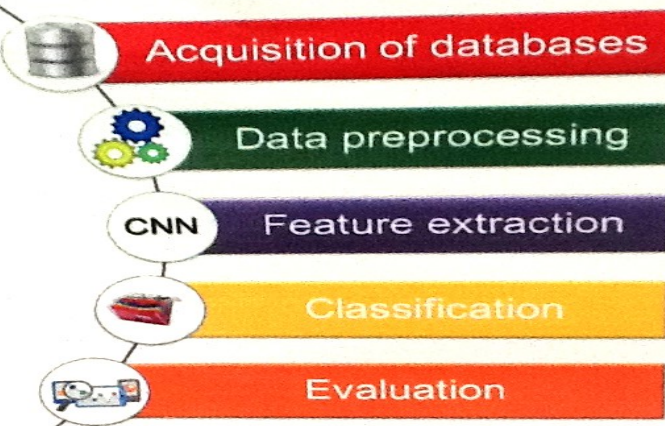 Acquisition of databases
Data preprocessing
CNN Feature extraction
Classification
Evaluation